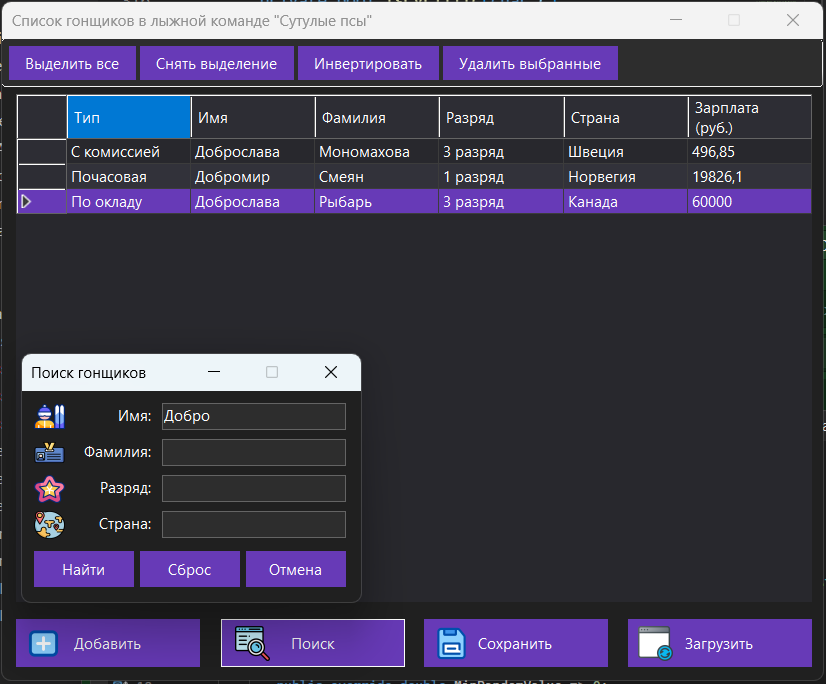 Список гонщиков в лыжной команде "Сутулые псы"
Выделить все Снять выделение Инвертировать Удалить выбранные
Тип Имя Фамилия Разряд Страна Зарплата (руб.)
С комиссией Доброслава Мономахова 3 разряд Швеция 496,85
Почасовая Добромир Смеян 1 разряд Норвегия 19826,1
По окладу Доброслава Рыбарь 3 разряд Канада 60000
Поиск гонщиков
Имя: Добро
Фамилия:
Разряд:
Страна:
Найти Сброс Отмена
Добавить Поиск Сохранить Загрузить